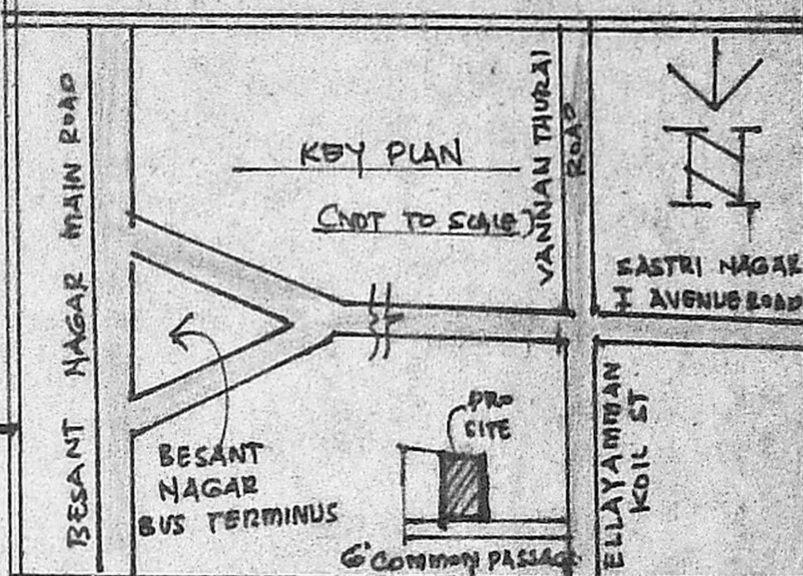 BESANT NAGAR MAIN ROAD
KEY PLAN
(NOT TO SCALE)
VANNAN THURAI
ROAD
N
SASTRI NAGAR
I AVENUE ROAD
BESANT
NAGAR
BUS TERMINUS
PRO
SITE
6' COMMON PASSAGE
ELLAYAMMAN
KOIL ST